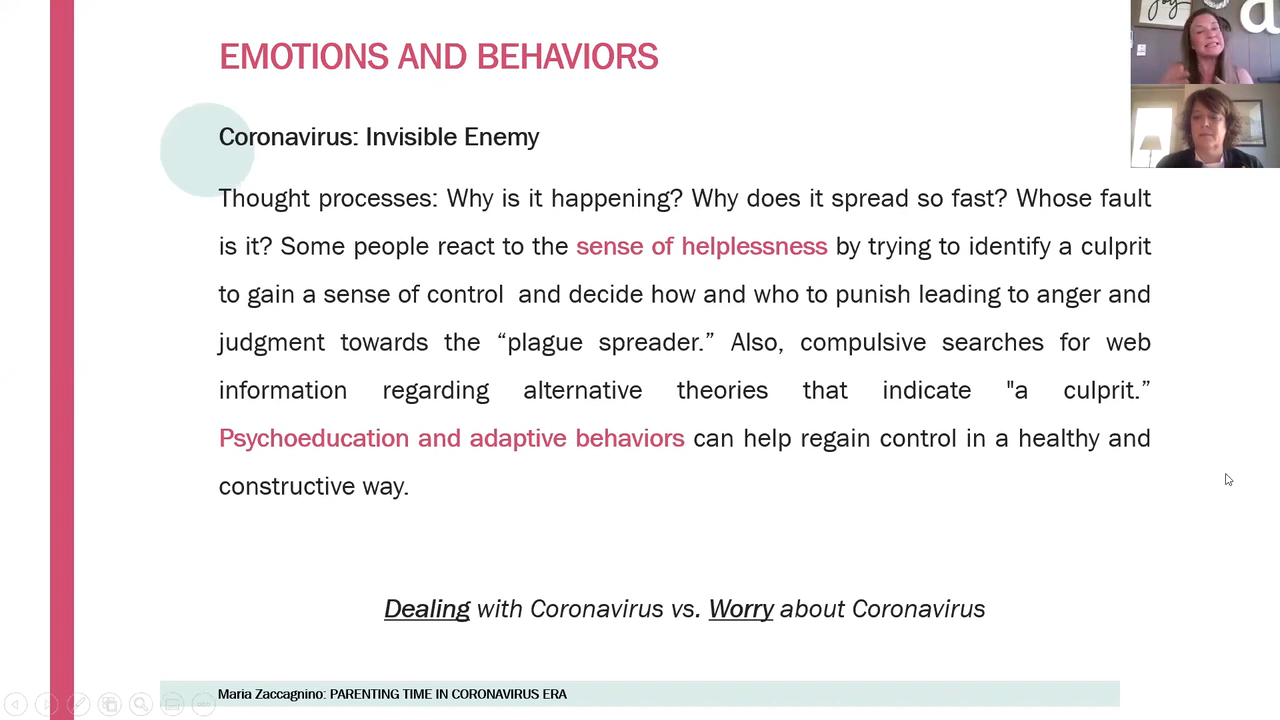 EMOTIONS AND BEHAVIORS
joy
a
Coronavirus: Invisible Enemy
Thought processes: Why is it happening? Why does it spread so fast? Whose fault
is it? Some people react to the sense of helplessness by trying to identify a culprit
to gain a sense of control  and decide how and who to punish leading to anger and
judgment towards the “plague spreader.” Also, compulsive searches for web
information regarding alternative theories that indicate "a culprit.”
Psychoeducation and adaptive behaviors can help regain control in a healthy and
constructive way.
Dealing with Coronavirus vs. Worry about Coronavirus
Maria Zaccagnino: PARENTING TIME IN CORONAVIRUS ERA